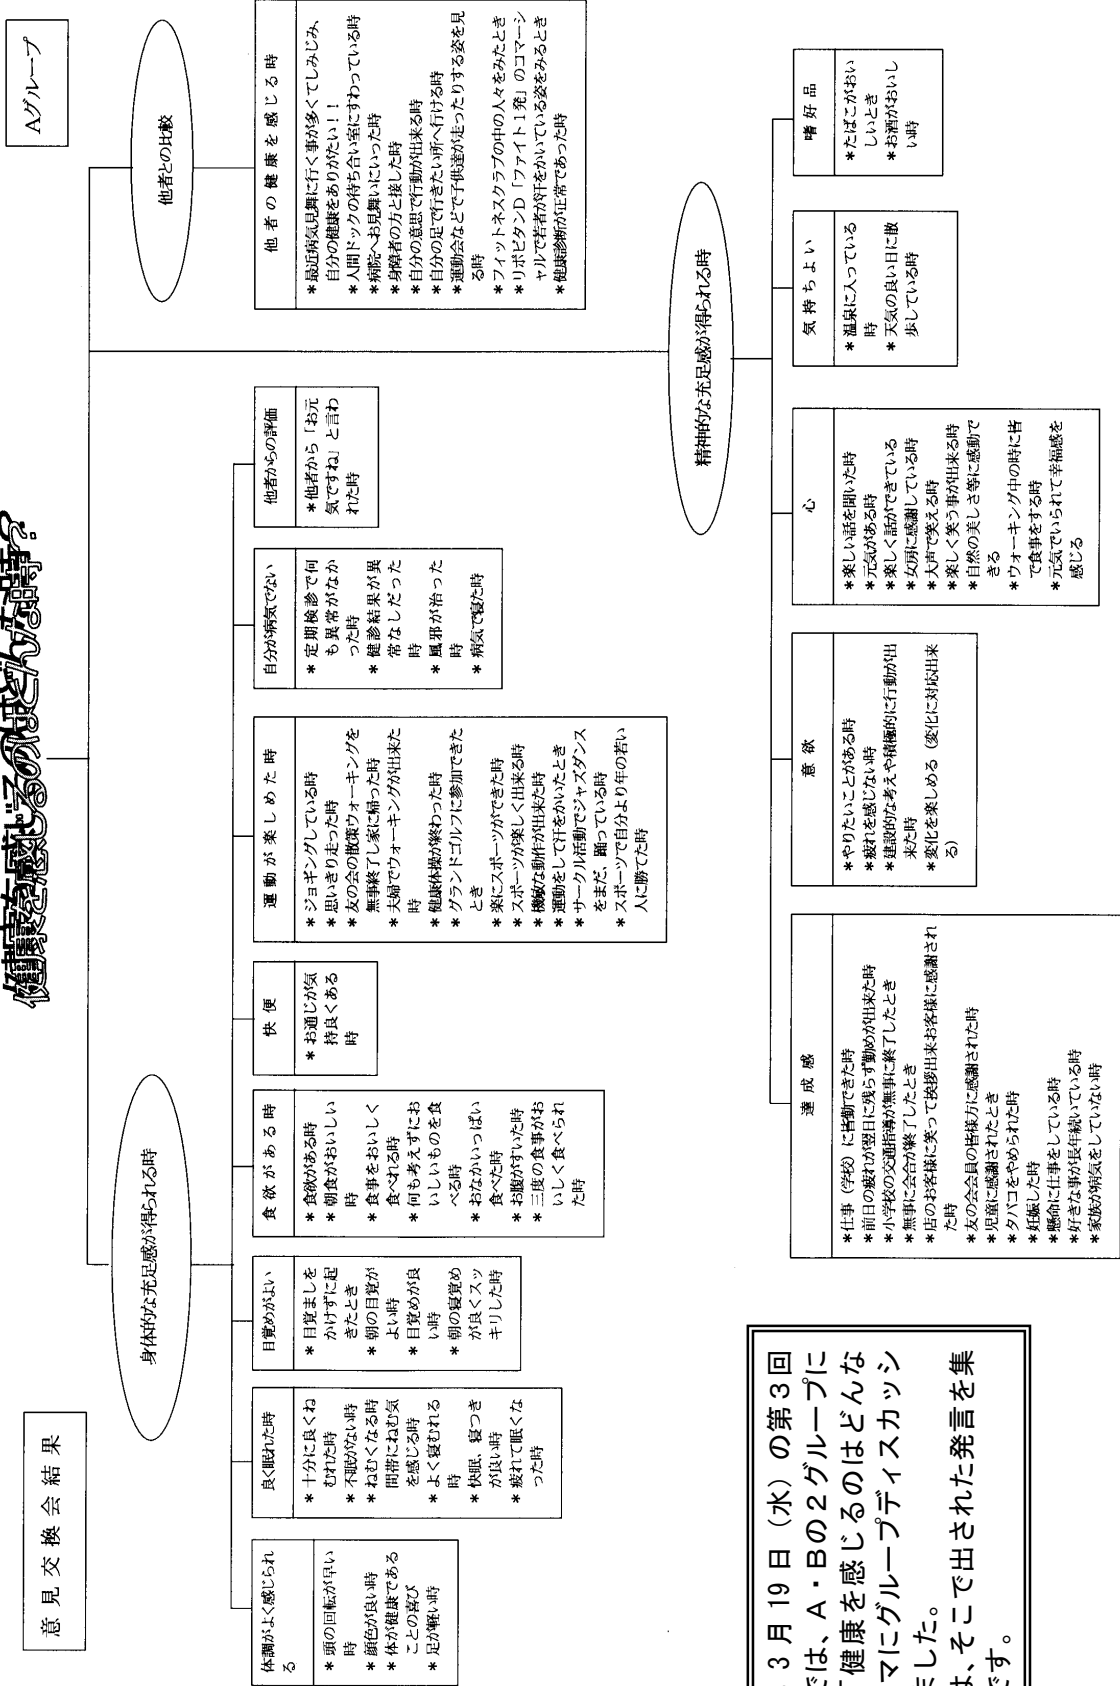 意見交換会結果
Aグループ
健康を感じるのはどんな時?
身体的な充足感が得られる時
他者との比較
体調がよく感じられ
る
*頭の回転が早い
時
*顔色が良い時
*体が健康である
ことの喜び
*足が軽い時
良く眠れた時
*十分に良くね
むれた時
*不眠がない時
*ねむくなる時
間帯にねむ気
を感じる時
*よく寝むれる
時
*快眠、寝つき
が良い時
*疲れて眠くな
った時
目覚めがよい
*目覚ましを
かけずに起
きたとき
*朝の目覚が
よい時
*目覚めが良
い時
*朝の寝覚め
が良くスッ
キリした時
食欲がある時
*食欲がある時
*朝食がおいしい
時
*食事をおいしく
食べれる時
*何も考えずにお
いしいものを食
べる時
*おなかいっぱい
食べた時
*お腹がすいた時
*三度の食事がお
いしく食べられ
た時
快便
*お通じが気
持良くある
時
運動が楽しめた時
*ジョギングしている時
*思いきり走った時
*友の会の散策ウォーキングを
無事終了し家に帰った時
*夫婦でウォーキングが出来た
時
*健康体操が終わった時
*グランドゴルフに参加できた
とき
*楽にスポーツができた時
*スポーツが楽しく出来る時
*機敏な動作が出来た時
*運動をして汗をかいたとき
*サークル活動でジャズダンス
をまだ、踊っている時
*スポーツで自分より年の若い
人に勝てた時
自分が病気でない
*定期検診で何
も異常がなか
った時
*健診結果が異
常なしだった
時
*風邪が治った
時
*病気で寝た時
他者からの評価
*他者から「お元
気ですね」と言わ
れた時
他者の健康を感じる時
*最近病気見舞に行く事が多くてしみじみ、
自分の健康をありがたい!!
*人間ドックの待ち合い室にすわっている時
*病院へお見舞いにいった時
*身障者の方と接した時
*自分の意思で行動が出来る時
*自分の足で行きたい所へ行ける時
*運動会などで子供達が走ったりする姿を見
る時
*フィットネスクラブの中の人々をみたとき
*リポビタンD「ファイト1発」のコマーシ
ャルで若者が汗をかいている姿をみるとき
*健康診断が正常であった時
精神的な充足感が得られる時
達成感
*仕事(学校)に皆勤できた時
*前日の疲れが翌日に残らず勤めが出来た時
*小学校の交通指導が無事に終了したとき
*無事に会合が終了したとき
*店のお客様に笑って挨拶出来お客様に感謝され
た時
*友の会会員の皆様方に感謝された時
*児童に感謝されたとき
*タバコをやめられた時
*妊娠した時
*懸命に仕事をしている時
*好きな事が長年続いている時
*家族が病気をしていない時
意欲
*やりたいことがある時
*疲れを感じない時
*建設的な考えや積極的に行動が出
来た時
*変化を楽しめる(変化に対応出来
る)
心
*楽しい話を聞いた時
*元気がある時
*楽しく話ができている
*女房に感謝している時
*大声で笑える時
*楽しく笑う事が出来る時
*自然の美しさ等に感動で
きる
*ウォーキング中の時に皆
で食事をする時
*元気でいられて幸福感を
感じる
気持ちよい
*温泉に入っている
時
*天気の良い日に散
歩している時
嗜好品
*たばこがおい
しいとき
*お酒がおいし
い時
3月19日(水)の第3回
では、A・Bの2グループに
健康を感じるのはどんな
マにグループディスカッシ
ました。
、そこで出された発言を集
です。